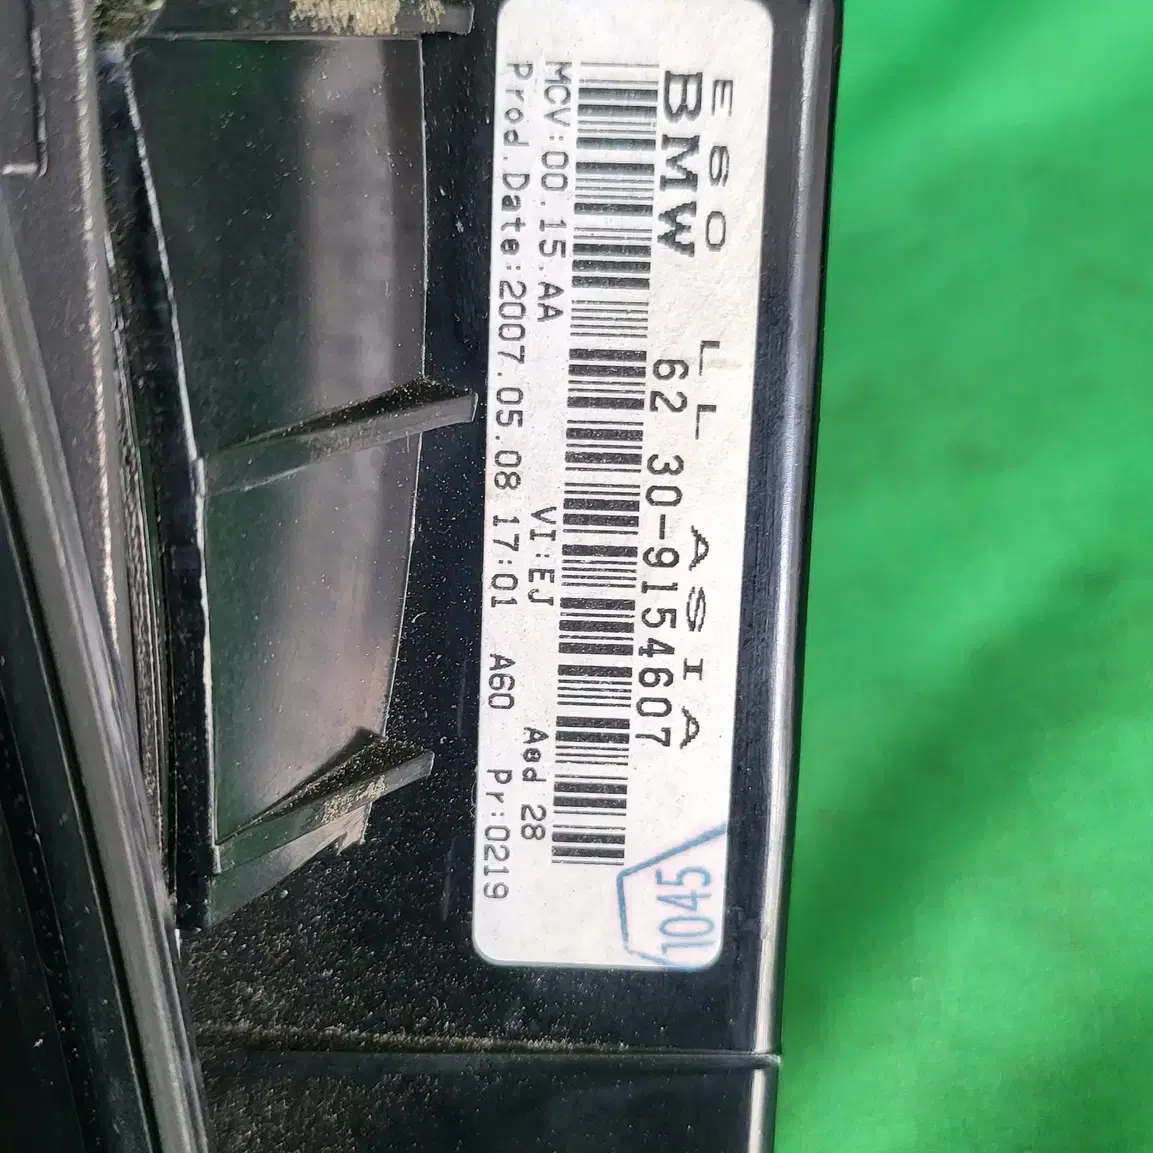 E60 LL ASIA
BMW 62 30-9154607
MCV:00.15.AA VI:EJ Aed 28
Prod.Date:2007.05.08 17:01 A60 Pr:0219
1045